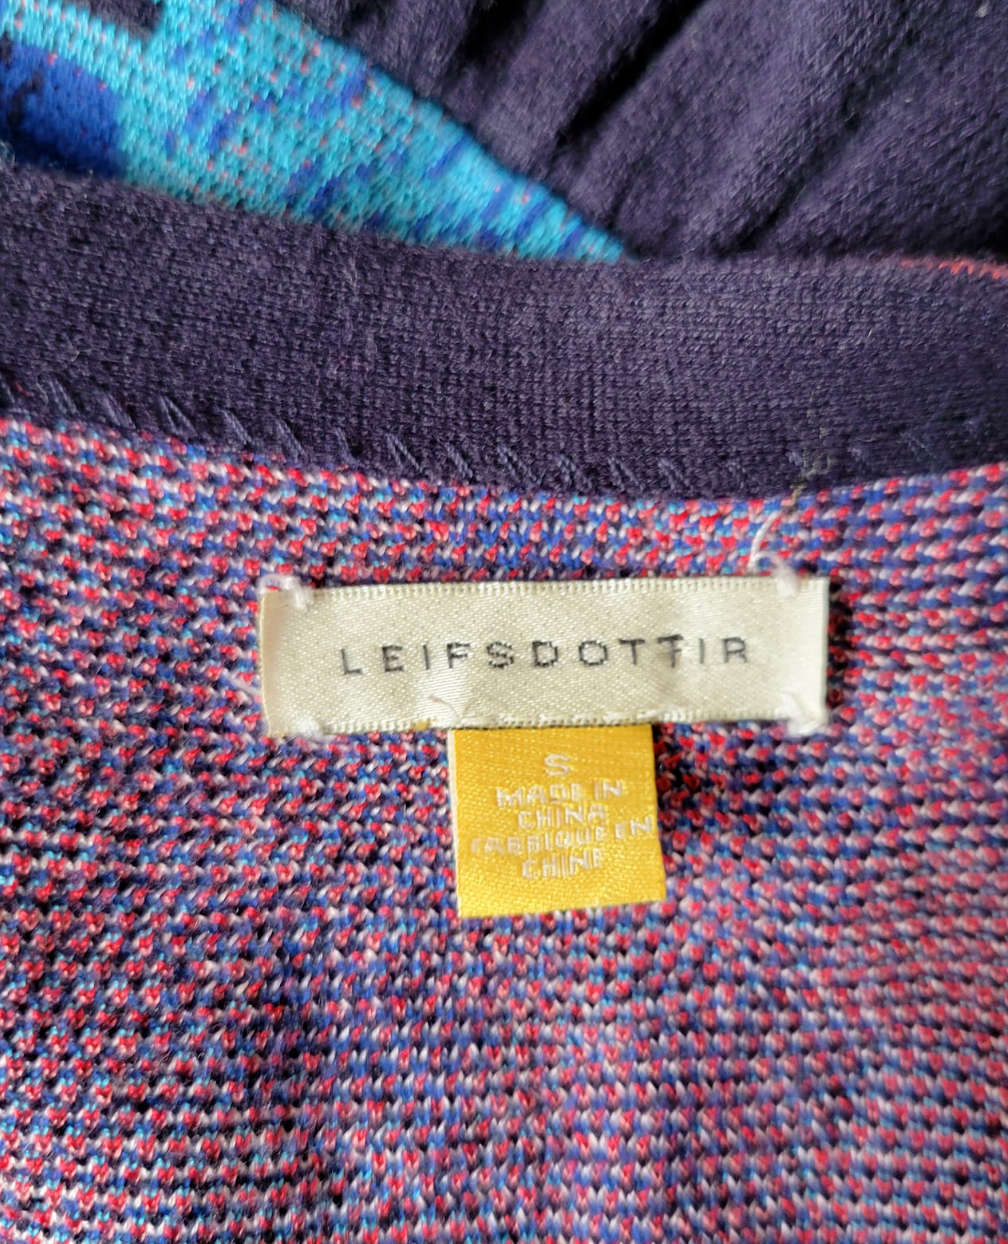 LEIFSDOTTIR
S
MADE IN
CHINA
FABRIQUE EN
CHINE